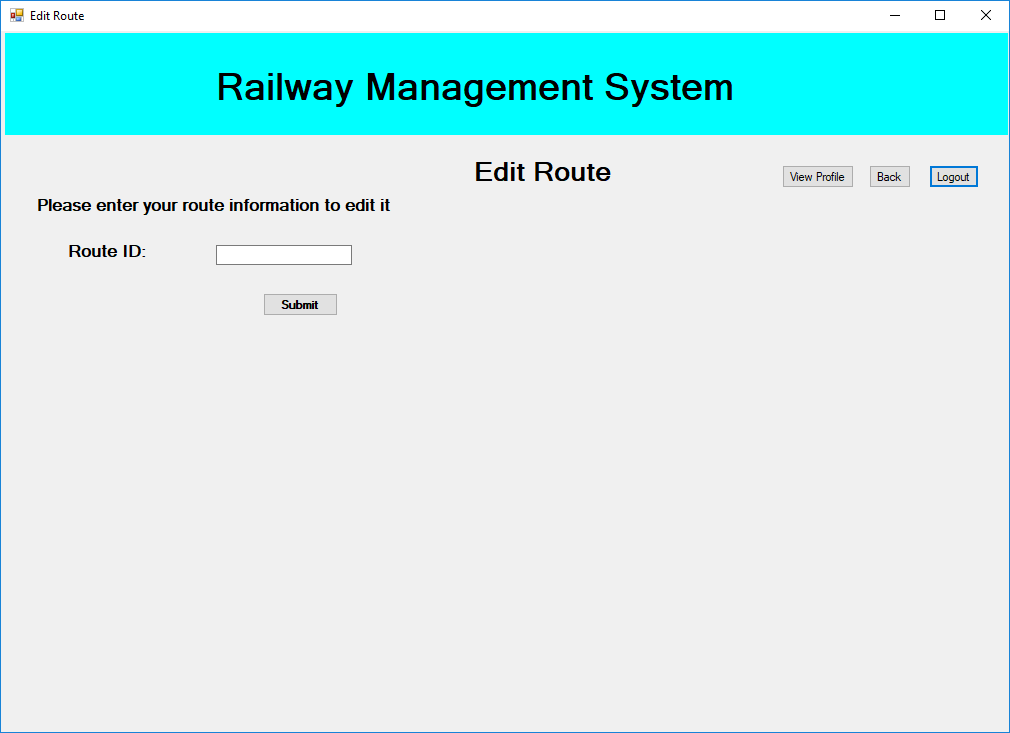 Edit Route
Railway Management System
Edit Route
View Profile
Back
Logout
Please enter your route information to edit it
Route ID:
Submit